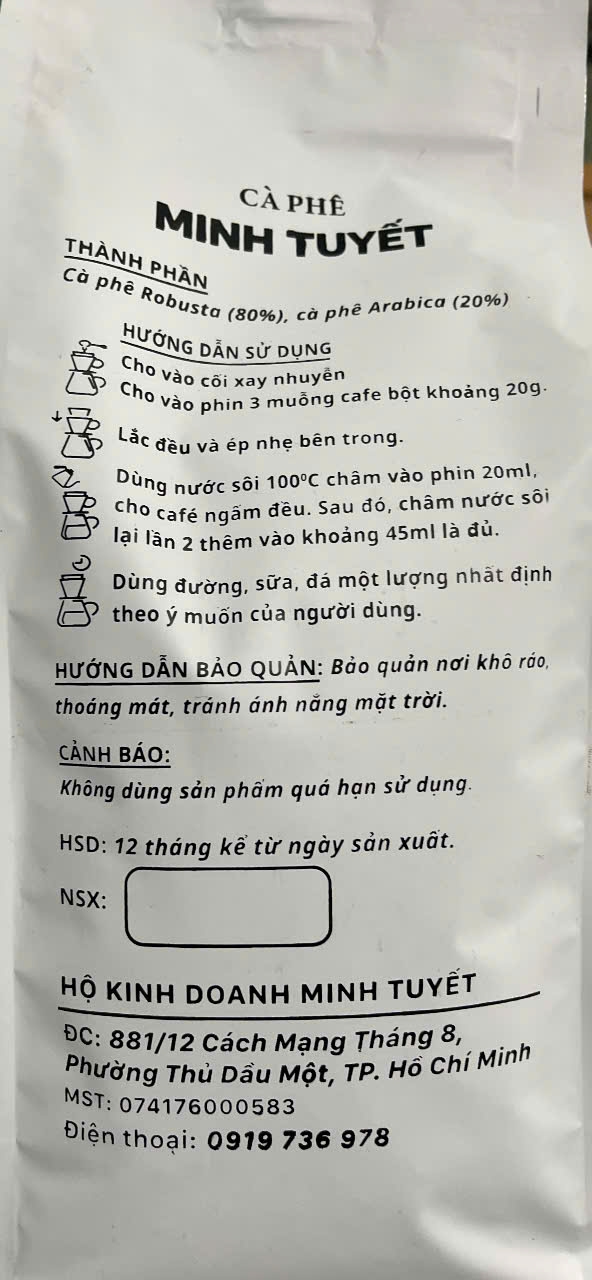 CÀ PHÊ
MINH TUYẾT
THÀNH PHẦN
Cà phê Robusta (80%), cà phê Arabica (20%)
HƯỚNG DẪN SỬ DỤNG
Cho vào cối xay nhuyễn
Cho vào phin 3 muỗng cafe bột khoảng 20g.
Lắc đều và ép nhẹ bên trong.
Dùng nước sôi 100ºC châm vào phin 20ml,
cho café ngấm đều. Sau đó, châm nước sôi
lại lần 2 thêm vào khoảng 45ml là đủ.
Dùng đường, sữa, đá một lượng nhất định
theo ý muốn của người dùng.
HƯỚNG DẪN BẢO QUẢN: Bảo quản nơi khô ráo,
thoáng mát, tránh ánh nắng mặt trời.
CẢNH BÁO:
Không dùng sản phẩm quá hạn sử dụng.
HSD: 12 tháng kể từ ngày sản xuất.
NSX:
HỘ KINH DOANH MINH TUYẾT
ĐC: 881/12 Cách Mạng Tháng 8,
Phường Thủ Dầu Một, TP. Hồ Chí Minh
MST: 074176000583
Điện thoại: 0919 736 978